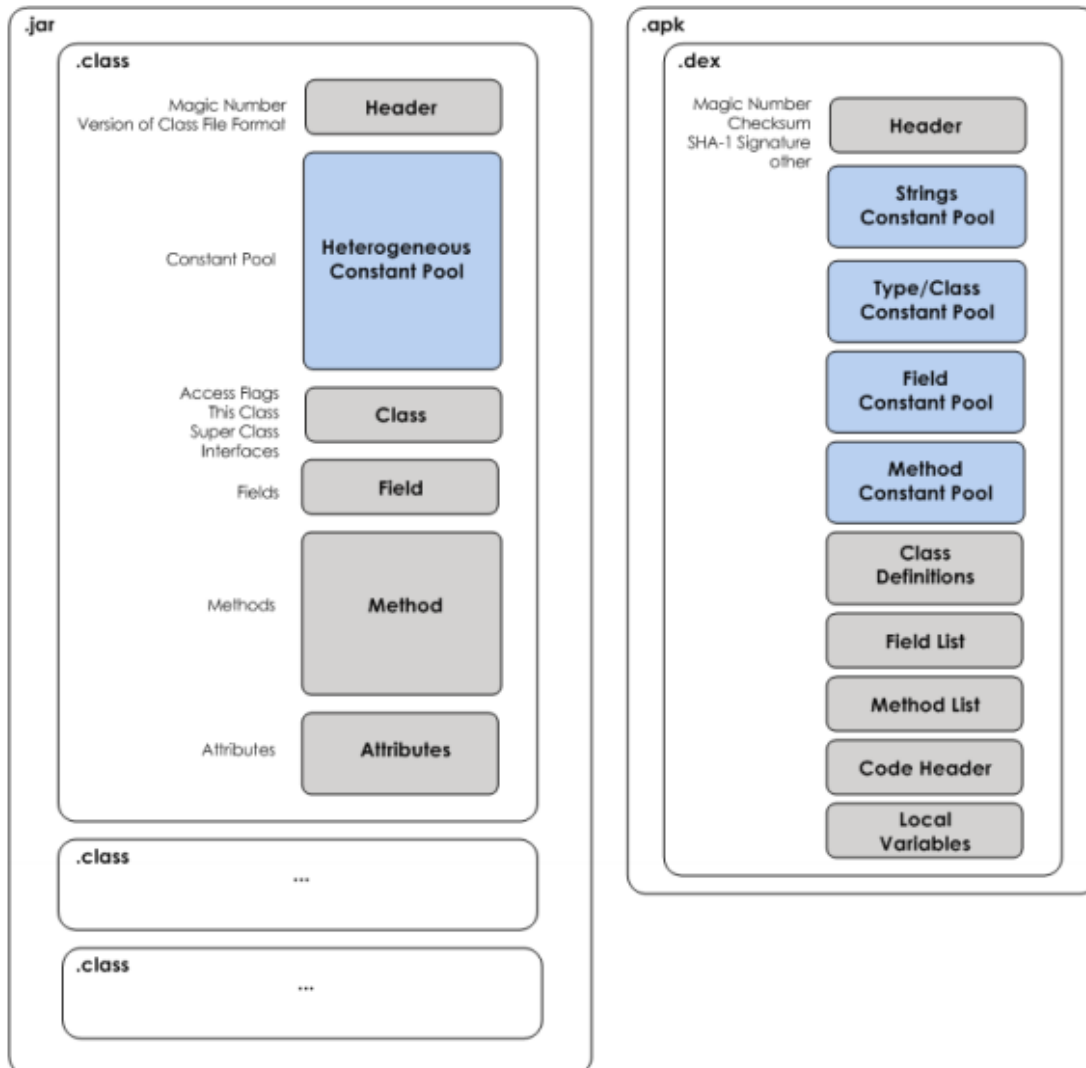 .jar
.class
Magic Number
Version of Class File Format
Header
Constant Pool
Heterogeneous
Constant Pool
Access Flags
This Class
Super Class
Interfaces
Class
Fields
Field
Methods
Method
Attributes
Attributes
.class
...
.class
...
.apk
.dex
Magic Number
Checksum
SHA-1 Signature
other
Header
Strings
Constant Pool
Type/Class
Constant Pool
Field
Constant Pool
Method
Constant Pool
Class
Definitions
Field List
Method List
Code Header
Local
Variables